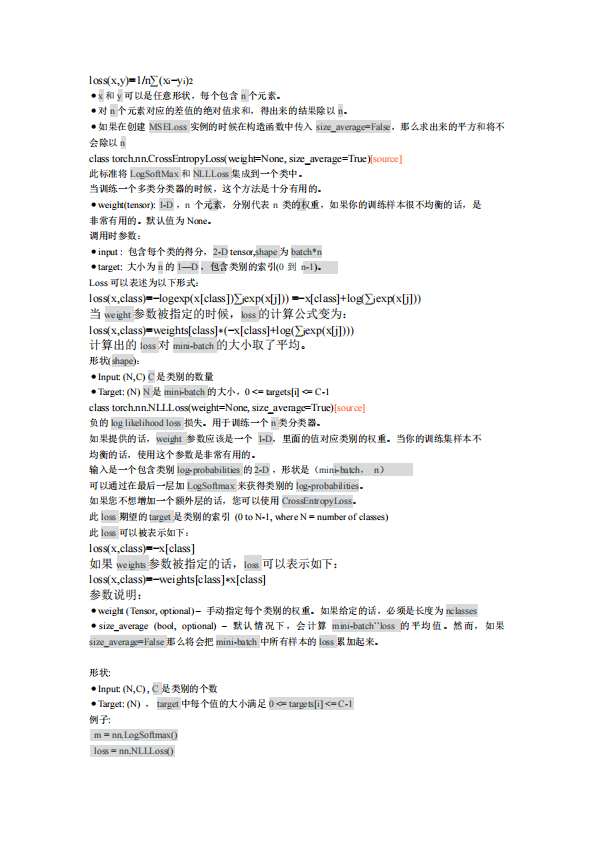 loss(x,y)=1/n∑(xi−yi)2
●x 和 y 可以是任意形状，每个包含 n 个元素。
●对 n 个元素对应的差值的绝对值求和，得出来的结果除以 n。
●如果在创建 MSELoss 实例的时候在构造函数中传入 size_average=False，那么求出来的平方和将不
会除以 n
class torch.nn.CrossEntropyLoss(weight=None, size_average=True)[source]
此标准将 LogSoftMax 和 NLLLoss 集成到一个类中。
当训练一个多类分类器的时候，这个方法是十分有用的。
●weight(tensor): 1-D ，n 个元素，分别代表 n 类的权重，如果你的训练样本很不均衡的话，是
非常有用的。默认值为 None。
调用时参数：
●input : 包含每个类的得分，2-D tensor,shape 为 batch*n
●target: 大小为 n 的 1—D ，包含类别的索引(0 到 n-1)。
Loss 可以表述为以下形式：
loss(x,class)=−logexp(x[class])∑jexp(x[j])) =−x[class]+log(∑jexp(x[j]))
当 weight 参数被指定的时候，loss 的计算公式变为：
loss(x,class)=weights[class]∗(−x[class]+log(∑jexp(x[j])))
计算出的 loss 对 mini-batch 的大小取了平均。
形状(shape)：
●Input: (N,C) C 是类别的数量
●Target: (N) N 是 mini-batch 的大小，0 <= targets[i] <= C-1
class torch.nn.NLLLoss(weight=None, size_average=True)[source]
负的 log likelihood loss 损失。用于训练一个 n 类分类器。
如果提供的话，weight 参数应该是一个 1-D，里面的值对应类别的权重。当你的训练集样本不
均衡的话，使用这个参数是非常有用的。
输入是一个包含类别 log-probabilities 的 2-D ，形状是（mini-batch， n）
可以通过在最后一层加 LogSoftmax 来获得类别的 log-probabilities。
如果您不想增加一个额外层的话，您可以使用 CrossEntropyLoss。
此 loss 期望的 target 是类别的索引 (0 to N-1, where N = number of classes)
此 loss 可以被表示如下：
loss(x,class)=−x[class]
如果 weights 参数被指定的话，loss 可以表示如下：
loss(x,class)=−weights[class]∗x[class]
参数说明：
●weight (Tensor, optional) – 手动指定每个类别的权重。如果给定的话，必须是长度为 nclasses
●size_average (bool, optional) – 默认情况下，会计算 mini-batch``loss 的平均值。然而，如果
size_average=False 那么将会把 mini-batch 中所有样本的 loss 累加起来。
形状:
●Input: (N,C) , C 是类别的个数
●Target: (N) ， target 中每个值的大小满足 0 <= targets[i] <= C-1
例子:
m = nn.LogSoftmax()
loss = nn.NLLLoss()